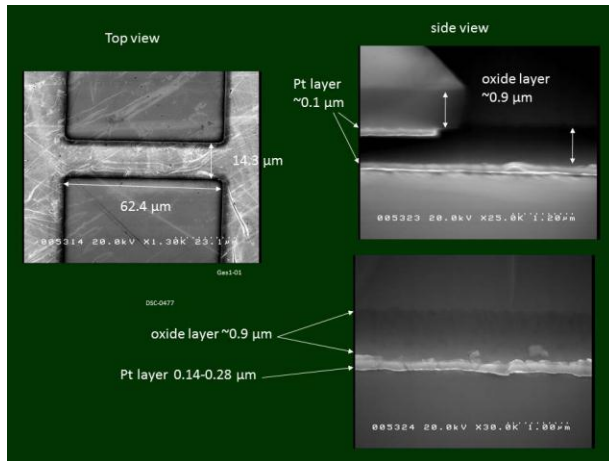 Top view
side view
Pt layer
~0.1 µm
oxide layer
~0.9 µm
14.3 µm
62.4 µm
005314 20.0kV X1.30K 23.1µm
005323 20.0kV X25.0K 1.20µm
Ges1-01
DSC-0477
oxide layer ~0.9 µm
Pt layer 0.14-0.28 µm
005324 20.0kV X30.0K 1.00µm